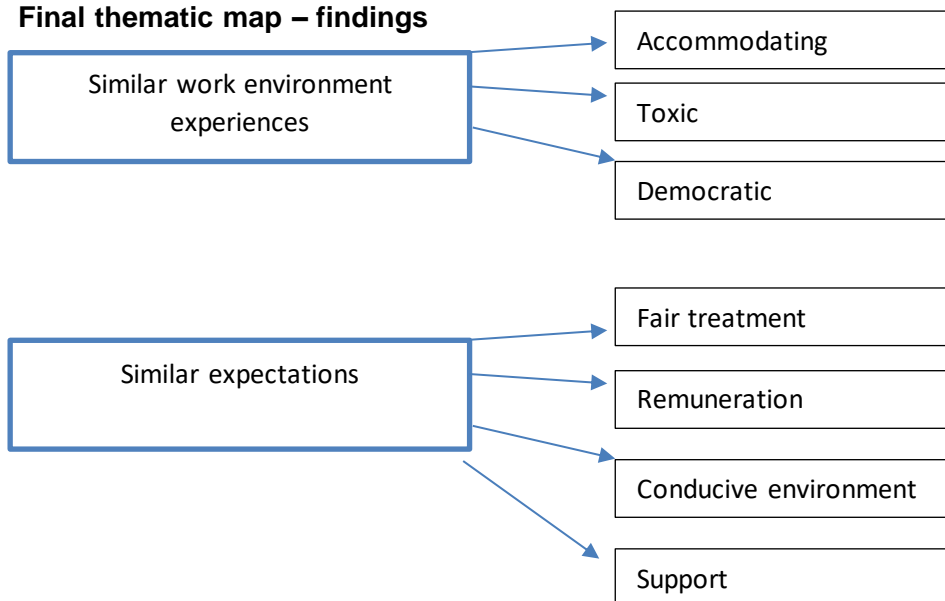 Final thematic map – findings
Similar work environment
experiences
Accommodating
Toxic
Democratic
Similar expectations
Fair treatment
Remuneration
Conducive environment
Support